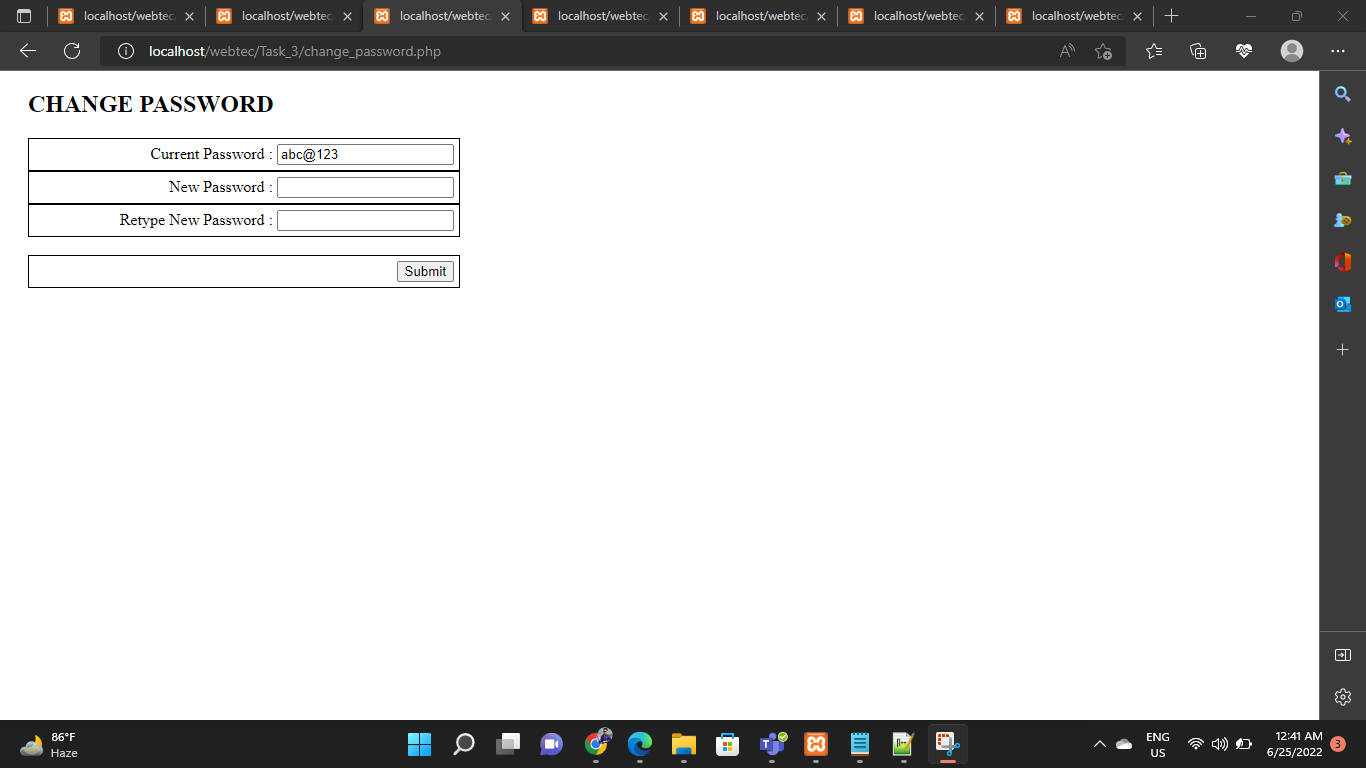 localhost/webtec
localhost/webtec
localhost/webtec
localhost/webtec
localhost/webtec
localhost/webtec
localhost/webtec
localhost/webtec/Task_3/change_password.php
CHANGE PASSWORD
Current Password : abc@123
New Password :
Retype New Password :
Submit
86°F
Haze
ENG
US
12:41 AM
6/25/2022
3